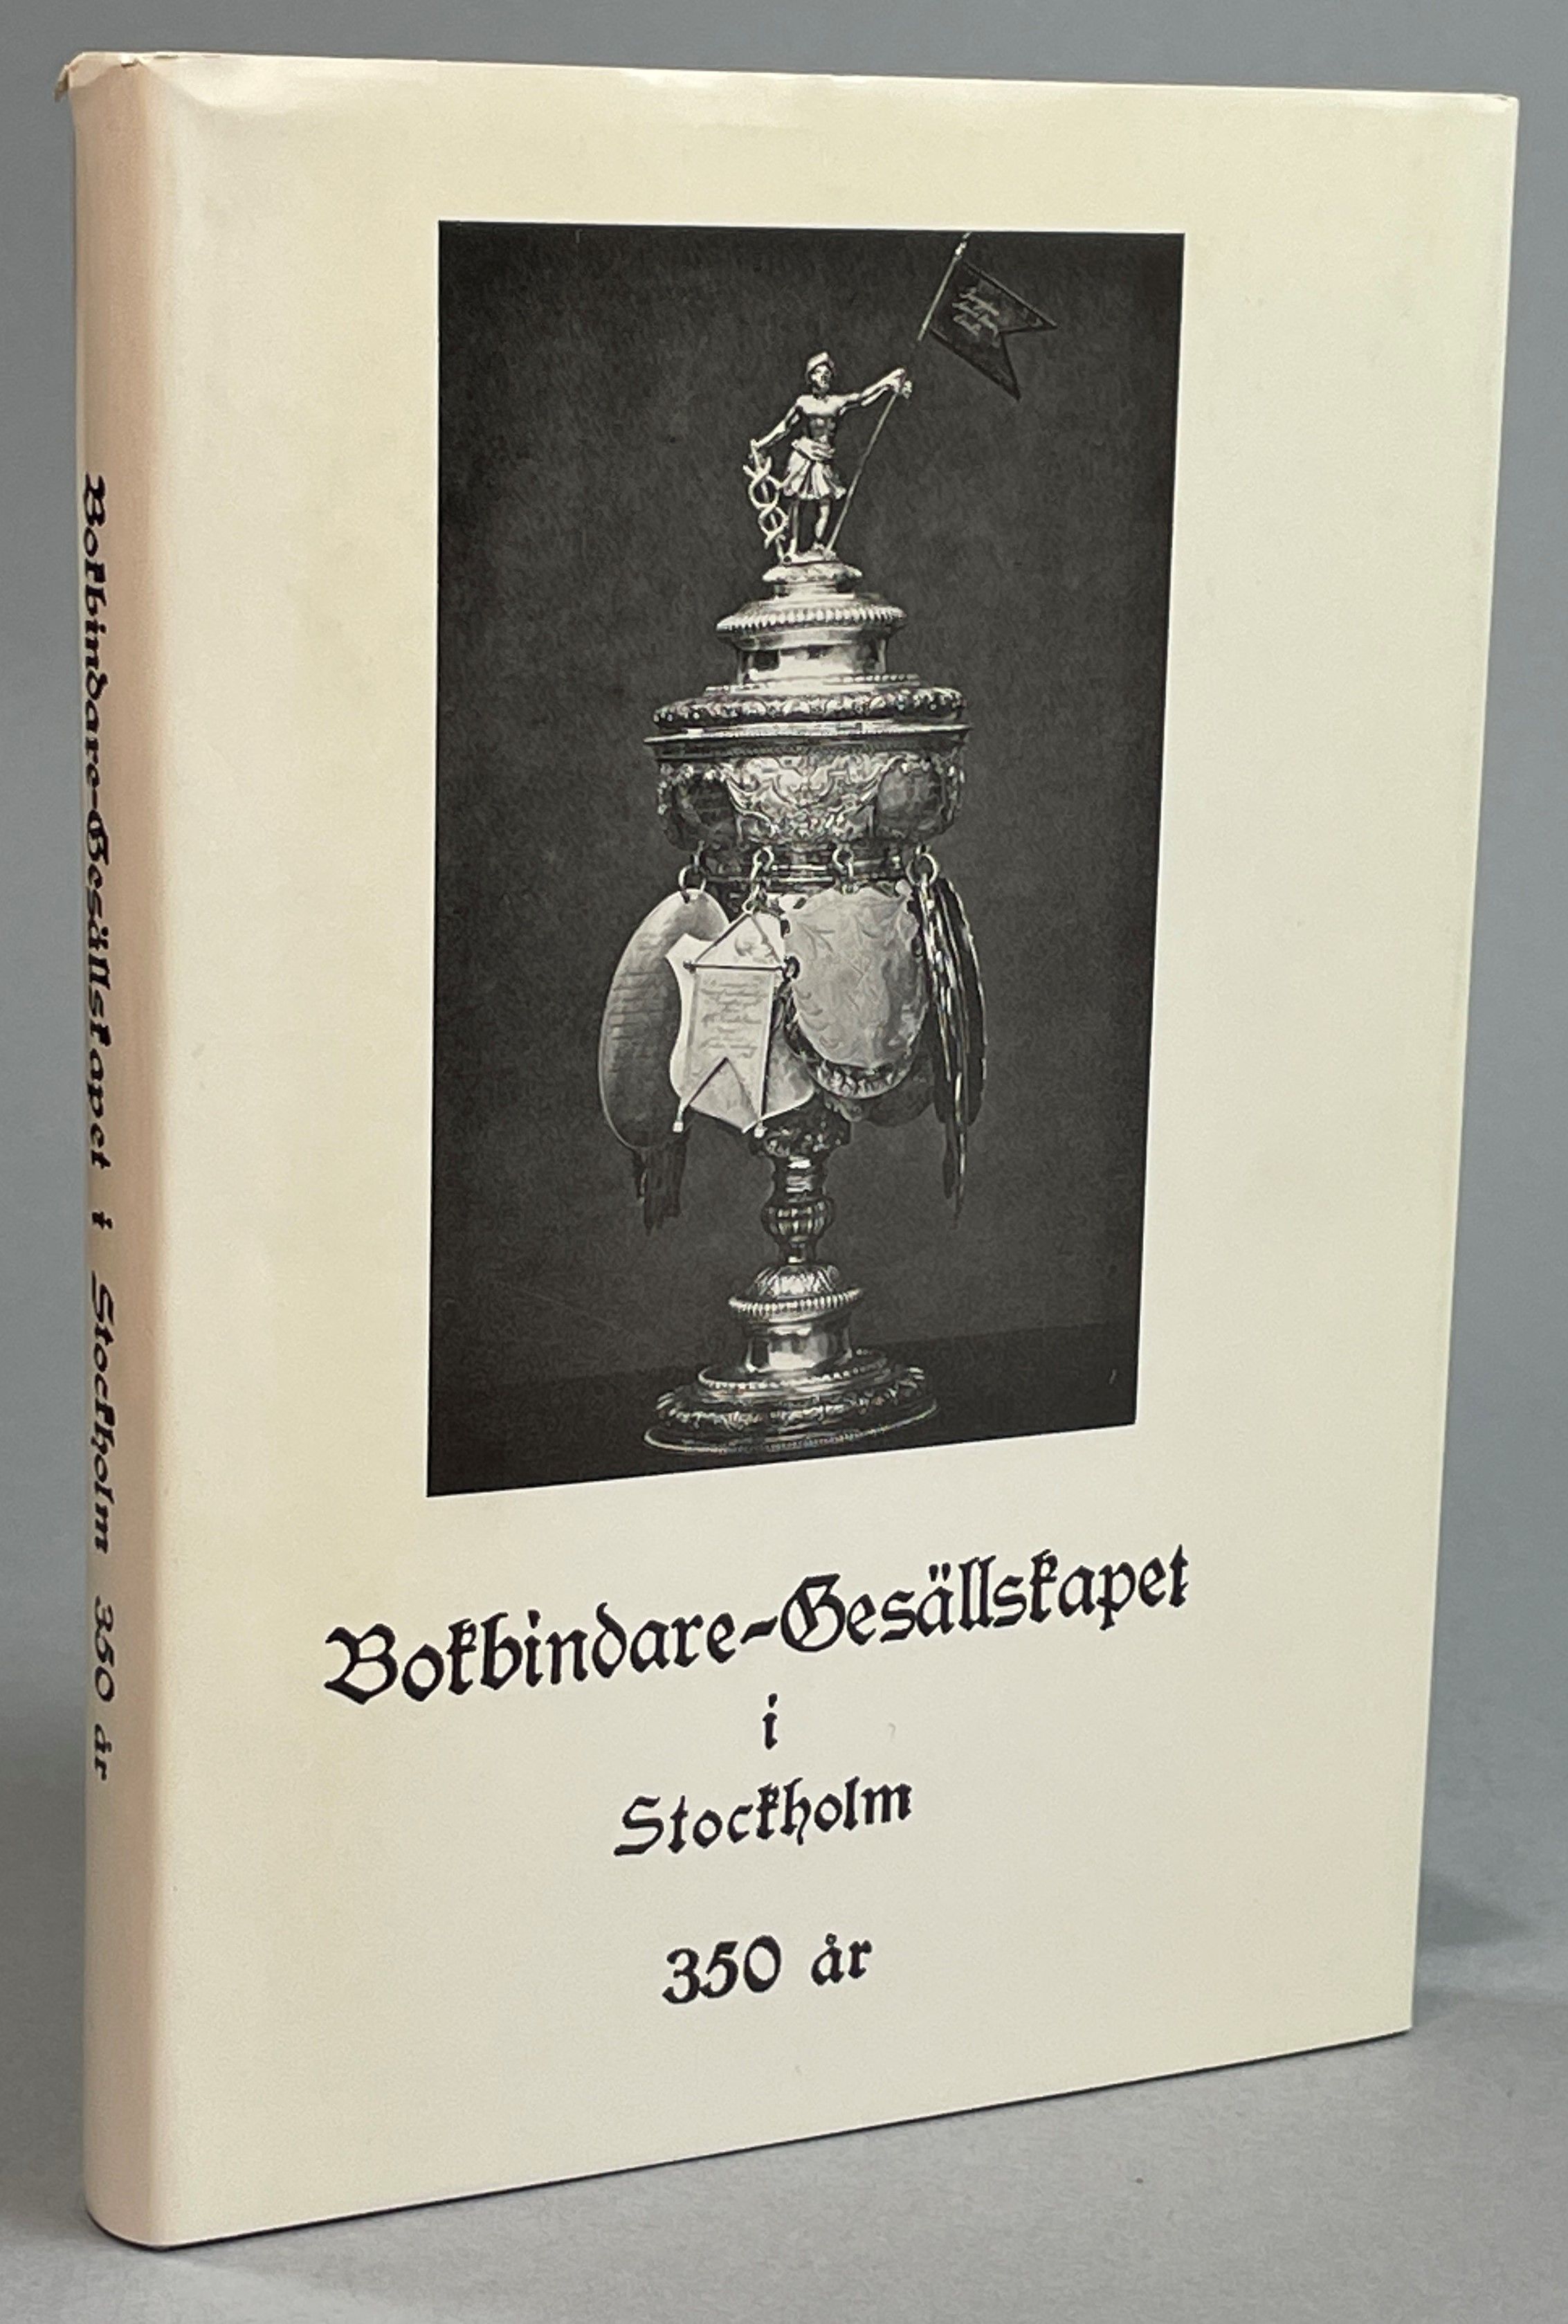 Bokbindare-Gesällskapet i Stockholm 350 år
Bokbindare-Gesällskapet
i
Stockholm
350 år